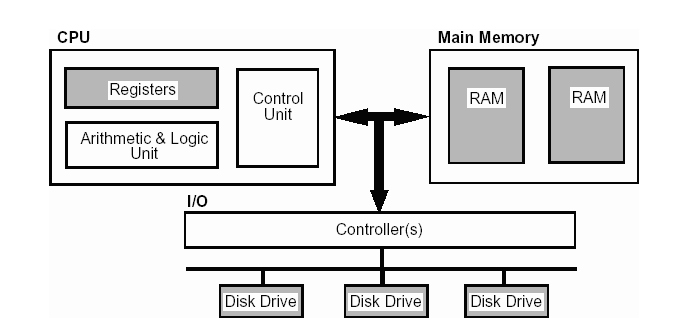 CPU
Main Memory
Registers
Control
Unit
Arithmetic & Logic
Unit
RAM
RAM
I/O
Controller(s)
Disk Drive
Disk Drive
Disk Drive